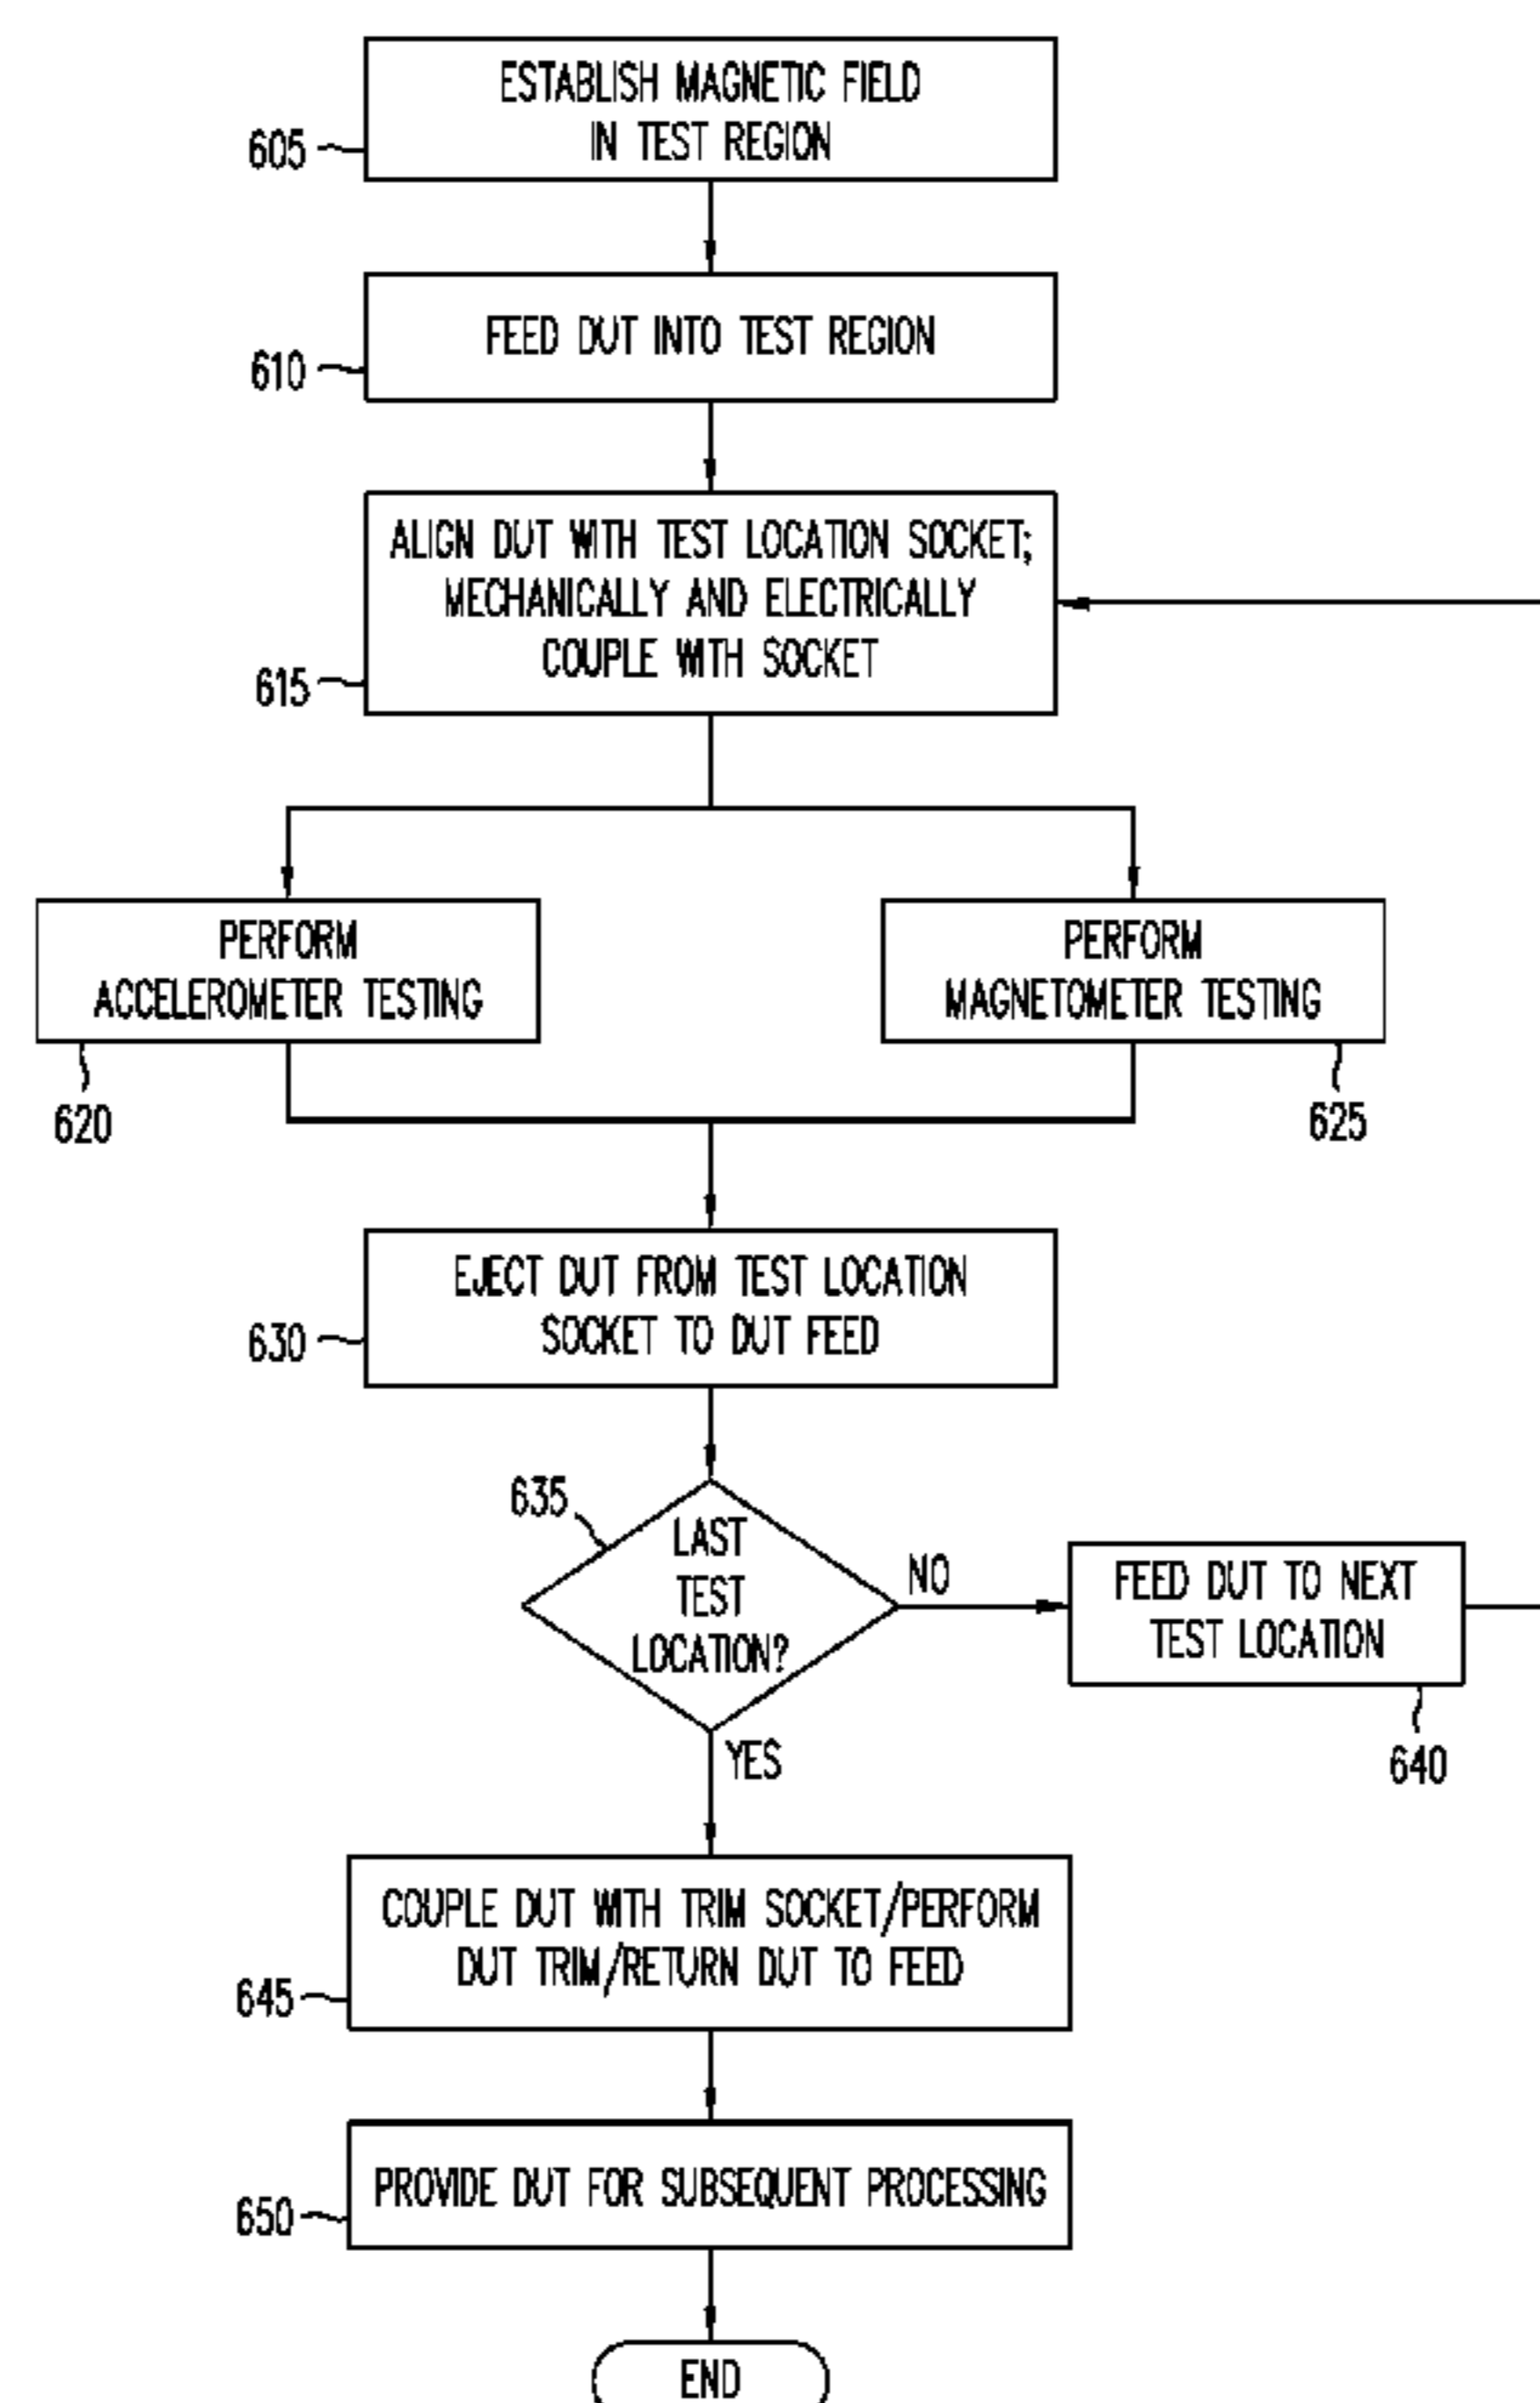 ESTABLISH MAGNETIC FIELD
IN TEST REGION
605
FEED DUT INTO TEST REGION
610
ALIGN DUT WITH TEST LOCATION SOCKET;
MECHANICALLY AND ELECTRICALLY
COUPLE WITH SOCKET
615
PERFORM
ACCELEROMETER TESTING
620
PERFORM
MAGNETOMETER TESTING
625
EJECT DUT FROM TEST LOCATION
SOCKET TO DUT FEED
630
635
LAST
TEST
LOCATION?
NO
FEED DUT TO NEXT
TEST LOCATION
640
YES
COUPLE DUT WITH TRIM SOCKET/PERFORM
DUT TRIM/RETURN DUT TO FEED
645
PROVIDE DUT FOR SUBSEQUENT PROCESSING
650
END